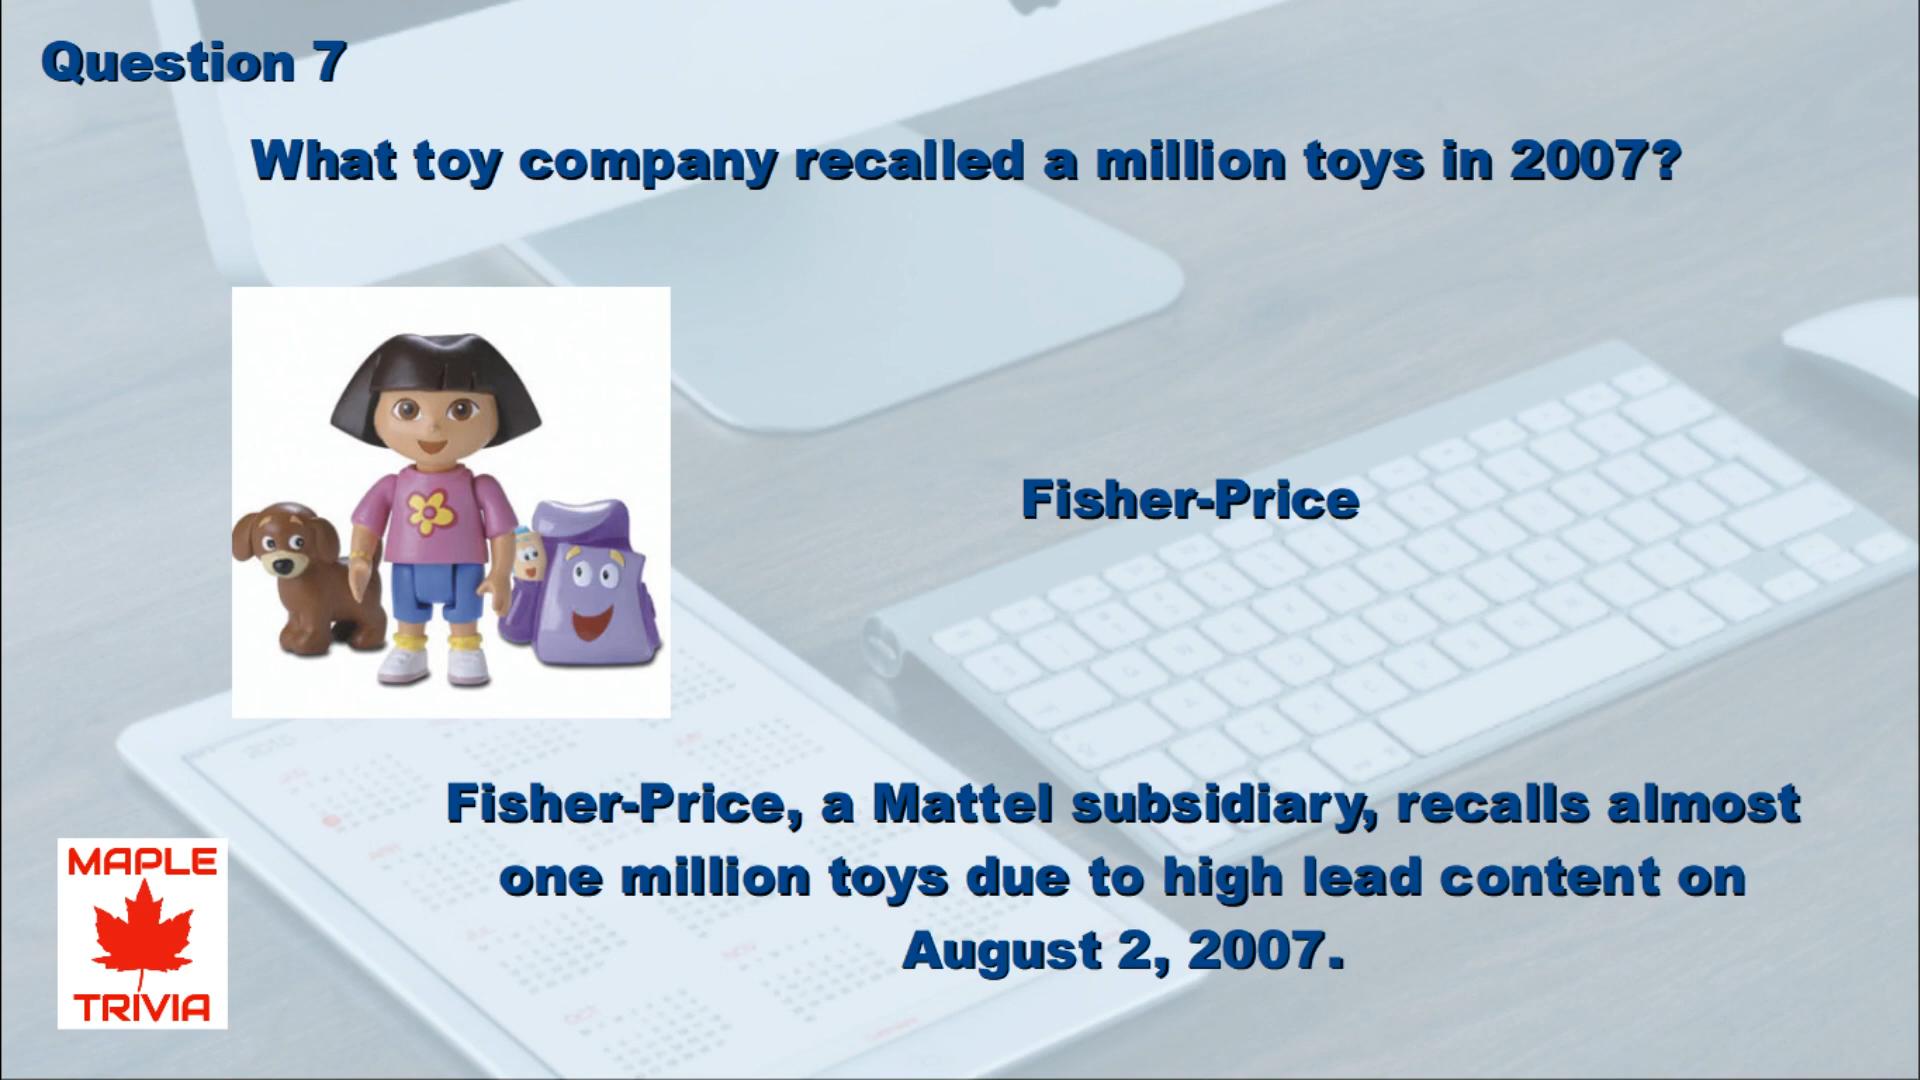 Question 7
What toy company recalled a million toys in 2007?
Fisher-Price
Fisher-Price, a Mattel subsidiary, recalls almost
one million toys due to high lead content on
August 2, 2007.
MAPLE
TRIVIA